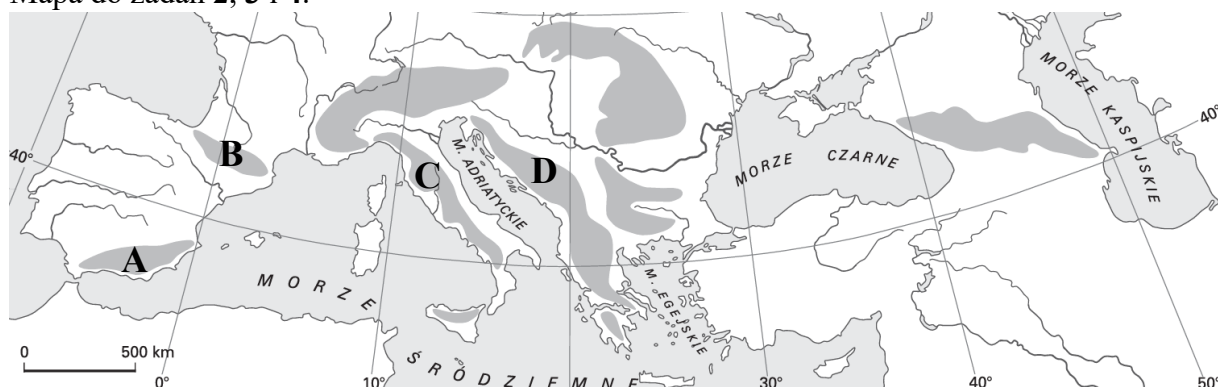 Mapa do zadań 2, 3 i 4.
MORZE KASPIJSKIE
40°
40°
B
C
M. ADRIATYCKIE
D
MORZE CZARNE
A
MORZE
ŚRÓDZIEMNE
M. EGEJSKIE
0 500 km
0°
10°
30°
40°
50°